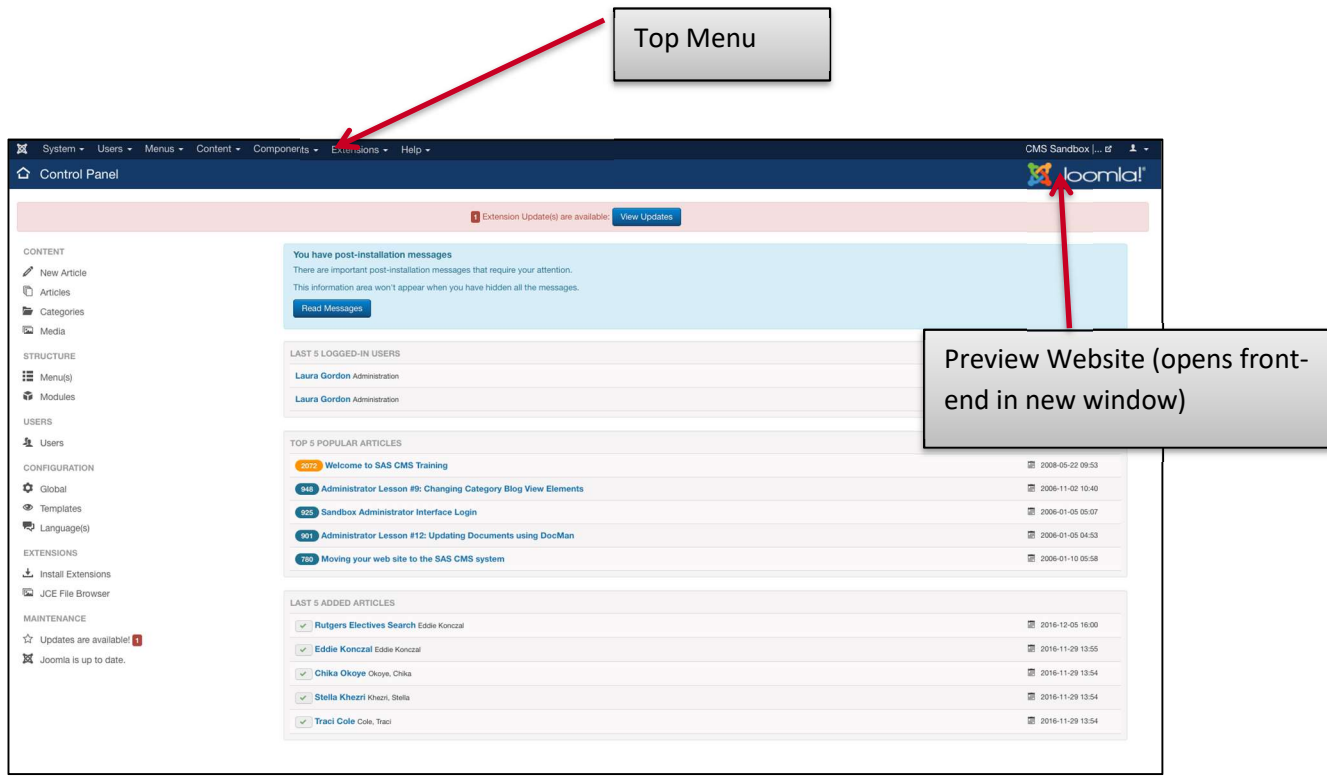 Top Menu
System Users Menus Content Components Extensions Help CMS Sandbox |...
Control Panel Joomla!
1 Extension Update(s) are available: View Updates
CONTENT
New Article
Articles
Categories
Media
STRUCTURE
Menu(s)
Modules
USERS
Users
CONFIGURATION
Global
Templates
Language(s)
EXTENSIONS
Install Extensions
JCE File Browser
MAINTENANCE
Updates are available! 1
Joomla is up to date.
You have post-installation messages
There are important post-installation messages that require your attention.
This information area won't appear when you have hidden all the messages.
Read Messages
LAST 5 LOGGED-IN USERS
Laura Gordon Administration
Laura Gordon Administration
Preview Website (opens front-
end in new window)
TOP 5 POPULAR ARTICLES
2072 Welcome to SAS CMS Training 2008-05-22 09:53
948 Administrator Lesson #9: Changing Category Blog View Elements 2006-11-02 10:40
925 Sandbox Administrator Interface Login 2006-01-05 05:07
901 Administrator Lesson #12: Updating Documents using DocMan 2006-01-05 04:53
780 Moving your web site to the SAS CMS system 2006-01-10 05:58
LAST 5 ADDED ARTICLES
Rutgers Electives Search Eddie Konczal 2016-12-05 16:00
Eddie Konczal Eddie Konczal 2016-11-29 13:55
Chika Okoye Okoye, Chika 2016-11-29 13:54
Stella Khezri Khezri, Stella 2016-11-29 13:54
Traci Cole Cole, Traci 2016-11-29 13:54